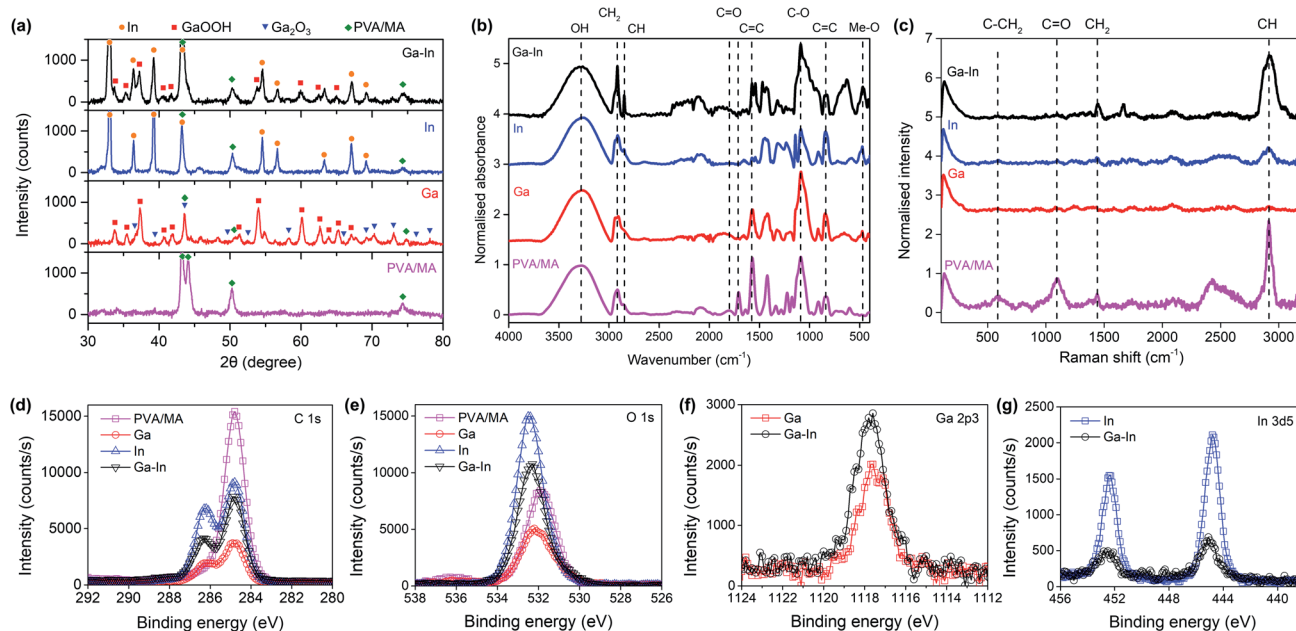 (a) In GaOOH Ga₂O₃ PVA/MA
Ga-In
1000
0
In
1000
0
Ga
1000
0
PVA/MA
1000
0
Intensity (counts)
30 40 50 60 70 80
2θ (degree)
(b) CH₂ C=O C-O
OH CH C=C C=C Me-O
Ga-In
In
Ga
PVA/MA
5
4
3
2
1
0
Normalised absorbance
4000 3500 3000 2500 2000 1500 1000 500
Wavenumber (cm⁻¹)
(c) C-CH₂ C=O CH₂ CH
Ga-In
In
Ga
PVA/MA
7
6
5
4
3
2
1
0
Normalised intensity
500 1000 1500 2000 2500 3000
Raman shift (cm⁻¹)
(d) C 1s
PVA/MA
Ga
In
Ga-In
15000
10000
5000
0
Intensity (counts/s)
292 290 288 286 284 282 280
Binding energy (eV)
(e) O 1s
PVA/MA
Ga
In
Ga-In
15000
10000
5000
0
Intensity (counts/s)
538 536 534 532 530 528 526
Binding energy (eV)
(f) Ga 2p3
Ga
Ga-In
3000
2000
1000
0
Intensity (counts/s)
1124 1122 1120 1118 1116 1114 1112
Binding energy (eV)
(g) In 3d5
In
Ga-In
2500
2000
1500
1000
500
0
Intensity (counts/s)
456 452 448 444 440
Binding energy (eV)